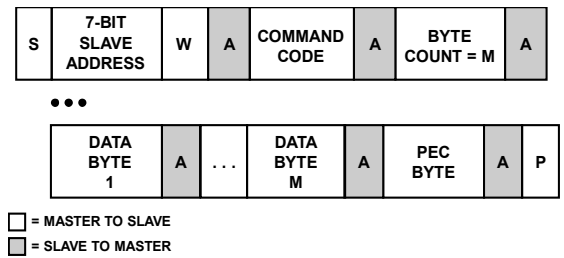 S 7-BIT SLAVE ADDRESS W A COMMAND CODE A BYTE COUNT = M A
•••
DATA BYTE 1 A . . . DATA BYTE M A PEC BYTE A P
= MASTER TO SLAVE
= SLAVE TO MASTER